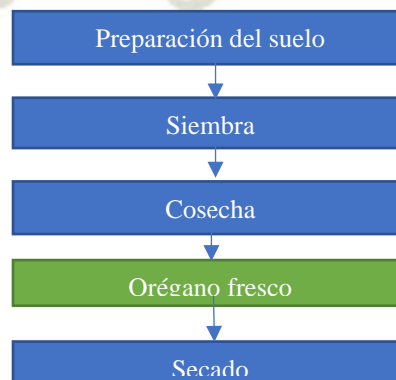 Preparación del suelo
Siembra
Cosecha
Orégano fresco
Secado